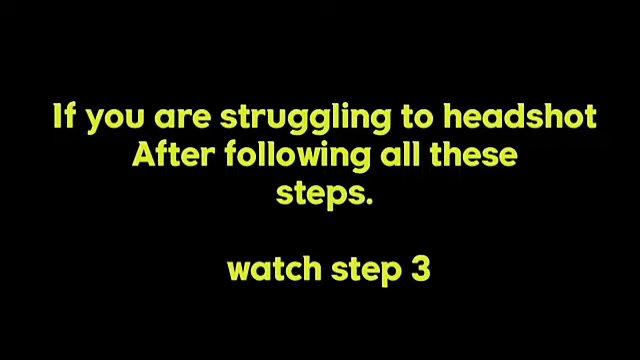 If you are struggling to headshot
After following all these
steps.
watch step 3